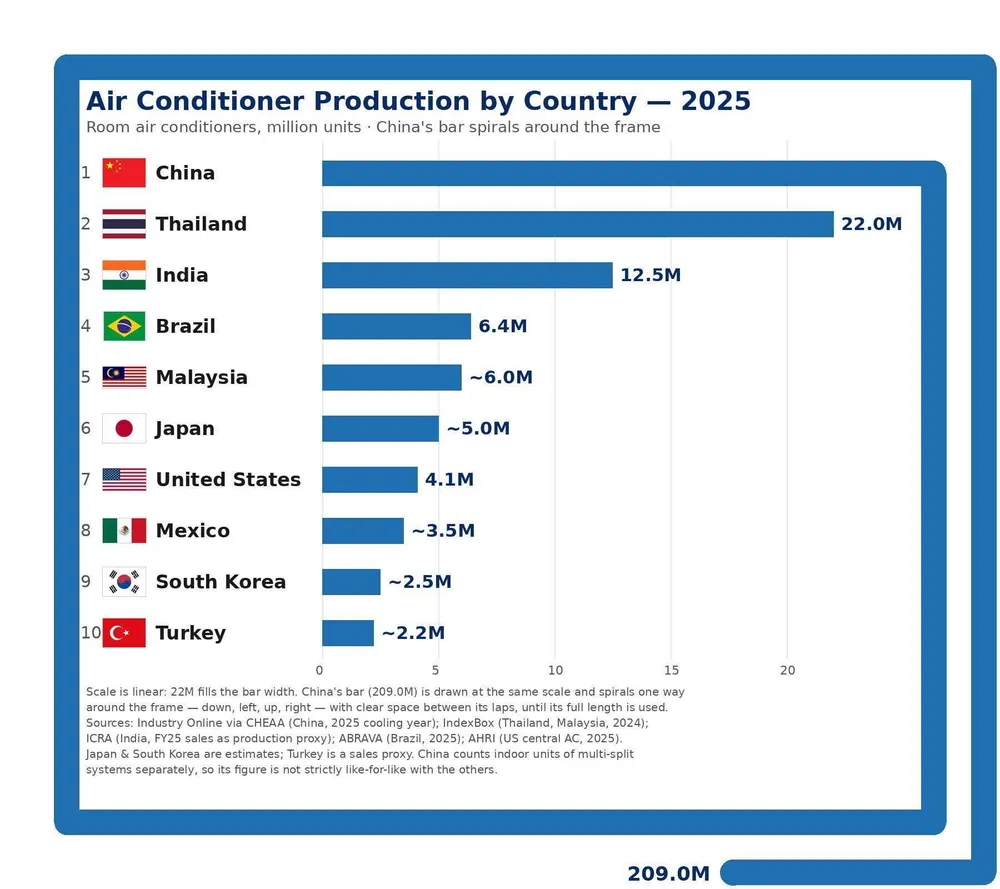 Air Conditioner Production by Country — 2025
Room air conditioners, million units · China's bar spirals around the frame
1 China
2 Thailand 22.0M
3 India 12.5M
4 Brazil 6.4M
5 Malaysia ~6.0M
6 Japan ~5.0M
7 United States 4.1M
8 Mexico ~3.5M
9 South Korea ~2.5M
10 Turkey ~2.2M
0 5 10 15 20
Scale is linear: 22M fills the bar width. China's bar (209.0M) is drawn at the same scale and spirals one way
around the frame — down, left, up, right — with clear space between its laps, until its full length is used.
Sources: Industry Online via CHEAA (China, 2025 cooling year); IndexBox (Thailand, Malaysia, 2024);
ICRA (India, FY25 sales as production proxy); ABRAVA (Brazil, 2025); AHRI (US central AC, 2025).
Japan & South Korea are estimates; Turkey is a sales proxy. China counts indoor units of multi-split
systems separately, so its figure is not strictly like-for-like with the others.
209.0M